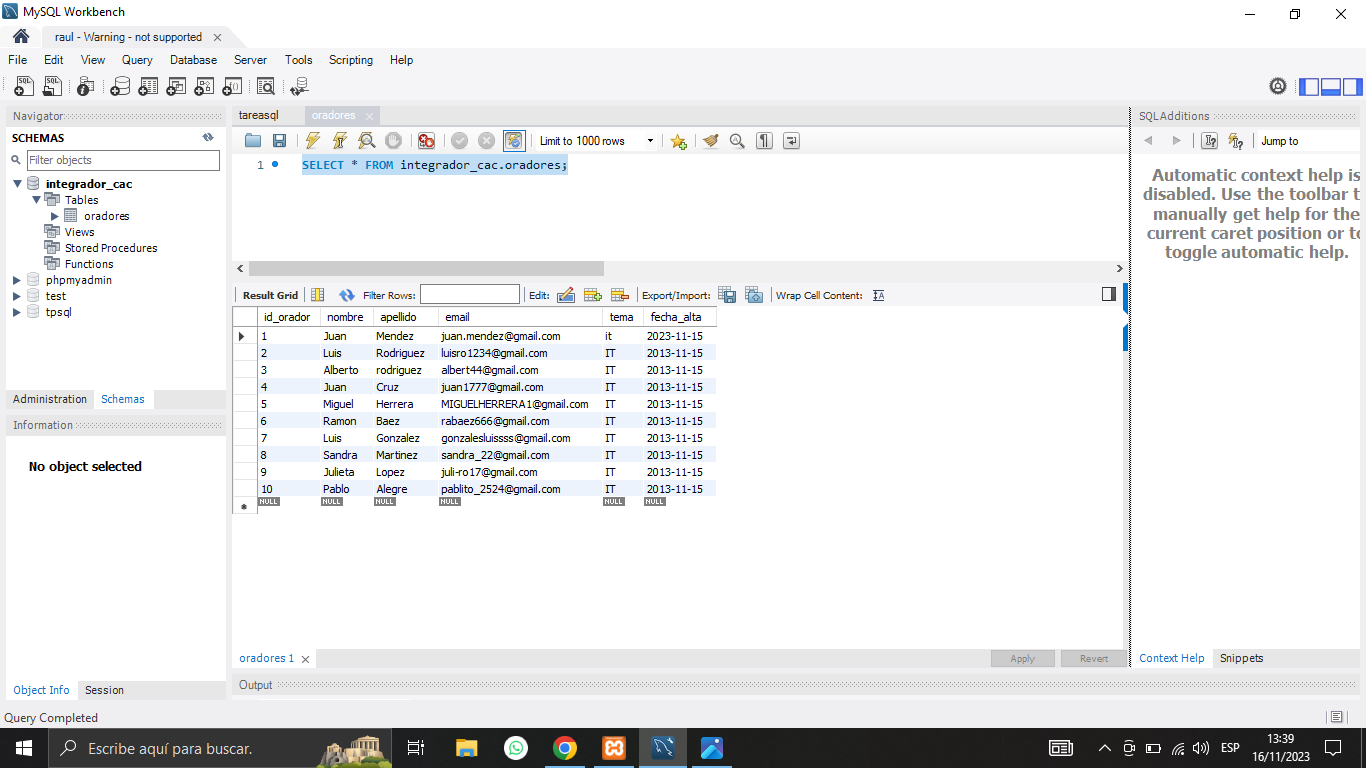 MySQL Workbench
raul - Warning - not supported
File Edit View Query Database Server Tools Scripting Help
Navigator
SCHEMAS
Filter objects
integrador_cac
Tables
oradores
Views
Stored Procedures
Functions
phpmyadmin
test
tpsql
Administration Schemas
Information
No object selected
Object Info Session
tareasql oradores
Limit to 1000 rows
1 SELECT * FROM integrador_cac.oradores;
Result Grid Filter Rows: Edit: Export/Import: Wrap Cell Content:
id_orador nombre apellido email tema fecha_alta
1 Juan Mendez juan.mendez@gmail.com it 2023-11-15
2 Luis Rodriguez luisro1234@gmail.com IT 2013-11-15
3 Alberto rodriguez albert44@gmail.com IT 2013-11-15
4 Juan Cruz juan1777@gmail.com IT 2013-11-15
5 Miguel Herrera MIGUELHERRERA1@gmail.com IT 2013-11-15
6 Ramon Baez rabaez666@gmail.com IT 2013-11-15
7 Luis Gonzalez gonzalesluissss@gmail.com IT 2013-11-15
8 Sandra Martinez sandra_22@gmail.com IT 2013-11-15
9 Julieta Lopez juli-ro17@gmail.com IT 2013-11-15
10 Pablo Alegre pablito_2524@gmail.com IT 2013-11-15
NULL NULL NULL NULL NULL NULL
oradores 1
Apply Revert
Output
SQLAdditions
Jump to
Automatic context help is
disabled. Use the toolbar t
manually get help for the
current caret position or to
toggle automatic help.
Context Help Snippets
Query Completed
Escribe aquí para buscar.
ESP
13:39
16/11/2023